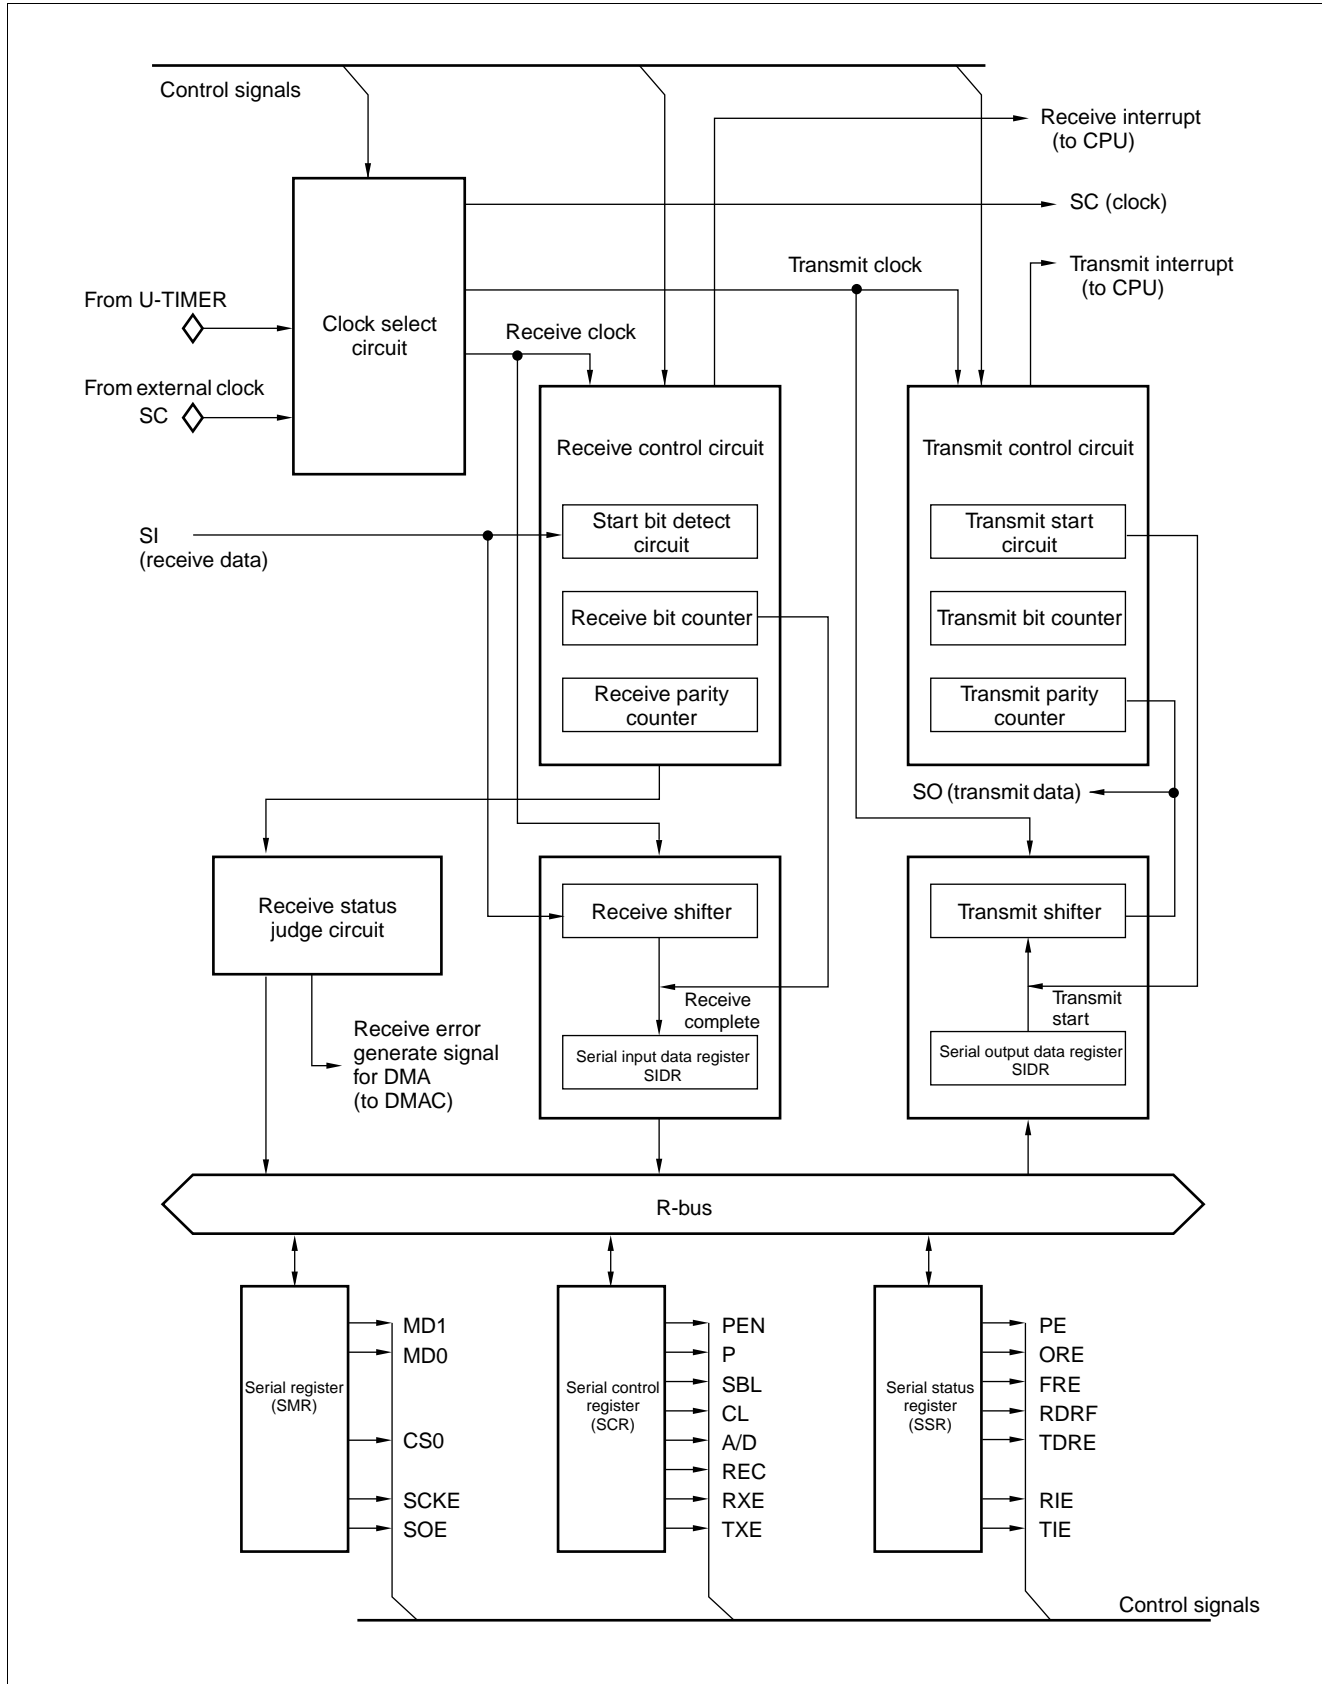 Control signals
Receive interrupt
(to CPU)
SC (clock)
Transmit clock
Transmit interrupt
(to CPU)
From U-TIMER
Clock select
circuit
Receive clock
From external clock
SC
Receive control circuit
Transmit control circuit
SI
(receive data)
Start bit detect
circuit
Transmit start
circuit
Receive bit counter
Transmit bit counter
Receive parity
counter
Transmit parity
counter
SO (transmit data)
Receive status
judge circuit
Receive shifter
Transmit shifter
Receive
complete
Transmit
start
Receive error
generate signal
for DMA
(to DMAC)
Serial input data register
SIDR
Serial output data register
SIDR
R-bus
Serial register
(SMR)
MD1
MD0
CS0
SCKE
SOE
Serial control
register
(SCR)
PEN
P
SBL
CL
A/D
REC
RXE
TXE
Serial status
register
(SSR)
PE
ORE
FRE
RDRF
TDRE
RIE
TIE
Control signals